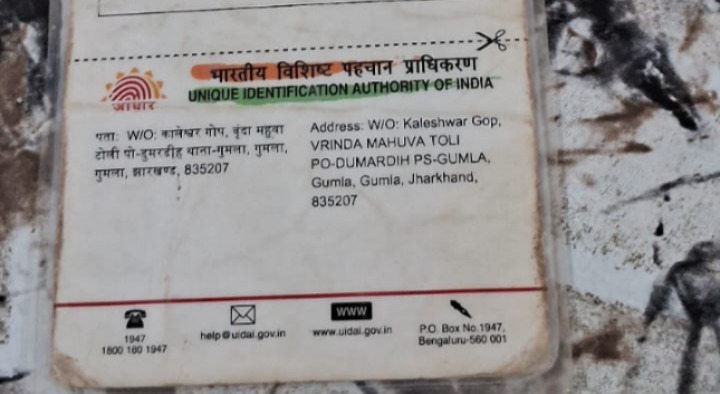 भारतीय विशिष्ट पहचान प्राधिकरण
UNIQUE IDENTIFICATION AUTHORITY OF INDIA
आधार
पता: W/O: कालेश्वर गोप, वृंदा महुवा
टोली पो-डुमरडीह थाना-गुमला, गुमला,
गुमला, झारखण्ड, 835207
Address: W/O: Kaleshwar Gop,
VRINDA MAHUVA TOLI
PO-DUMARDIH PS-GUMLA,
Gumla, Gumla, Jharkhand,
835207
1947
1800 180 1947
help@uidai.gov.in
WWW
www.uidai.gov.in
P.O. Box No.1947,
Bengaluru-560 001